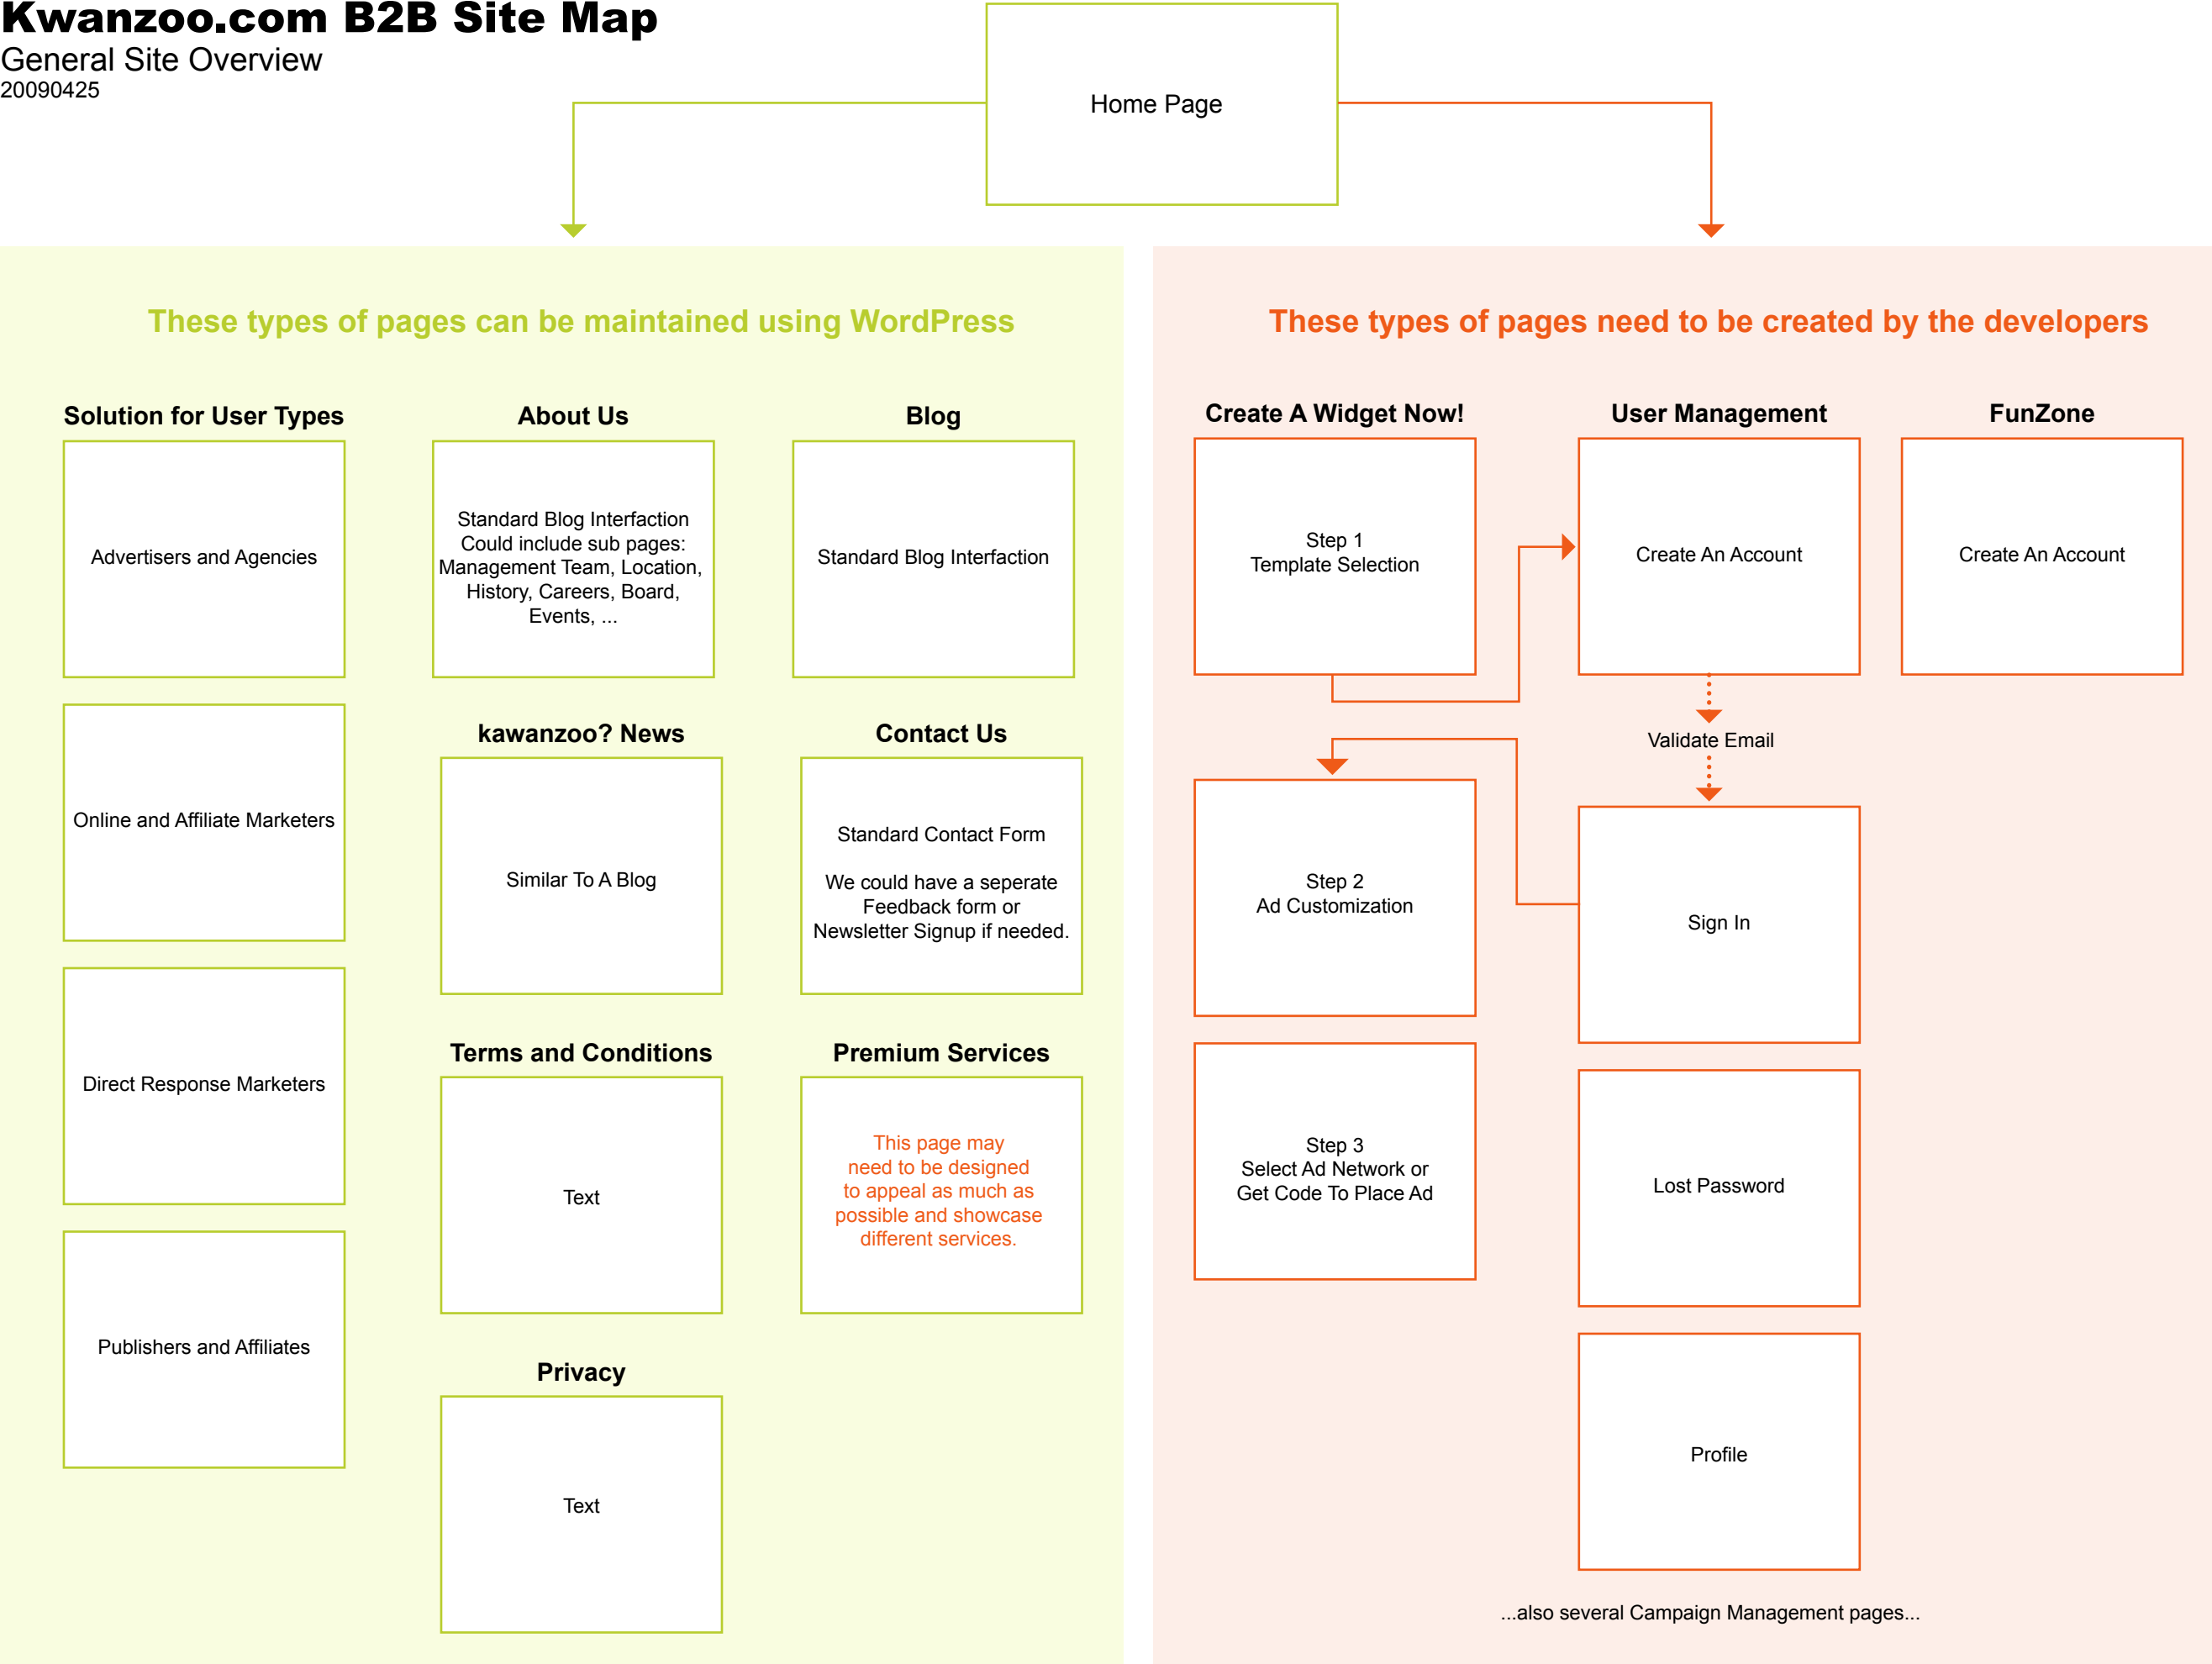 Kwanzoo.com B2B Site Map
General Site Overview
20090425
Home Page
These types of pages can be maintained using WordPress
Solution for User Types
Advertisers and Agencies
Online and Affiliate Marketers
Direct Response Marketers
Publishers and Affiliates
About Us
Standard Blog Interfaction
Could include sub pages:
Management Team, Location,
History, Careers, Board,
Events, ...
kawanzoo? News
Similar To A Blog
Terms and Conditions
Text
Privacy
Text
Blog
Standard Blog Interfaction
Contact Us
Standard Contact Form
We could have a seperate
Feedback form or
Newsletter Signup if needed.
Premium Services
This page may
need to be designed
to appeal as much as
possible and showcase
different services.
These types of pages need to be created by the developers
Create A Widget Now!
Step 1
Template Selection
Step 2
Ad Customization
Step 3
Select Ad Network or
Get Code To Place Ad
User Management
Create An Account
Validate Email
Sign In
Lost Password
Profile
...also several Campaign Management pages...
FunZone
Create An Account